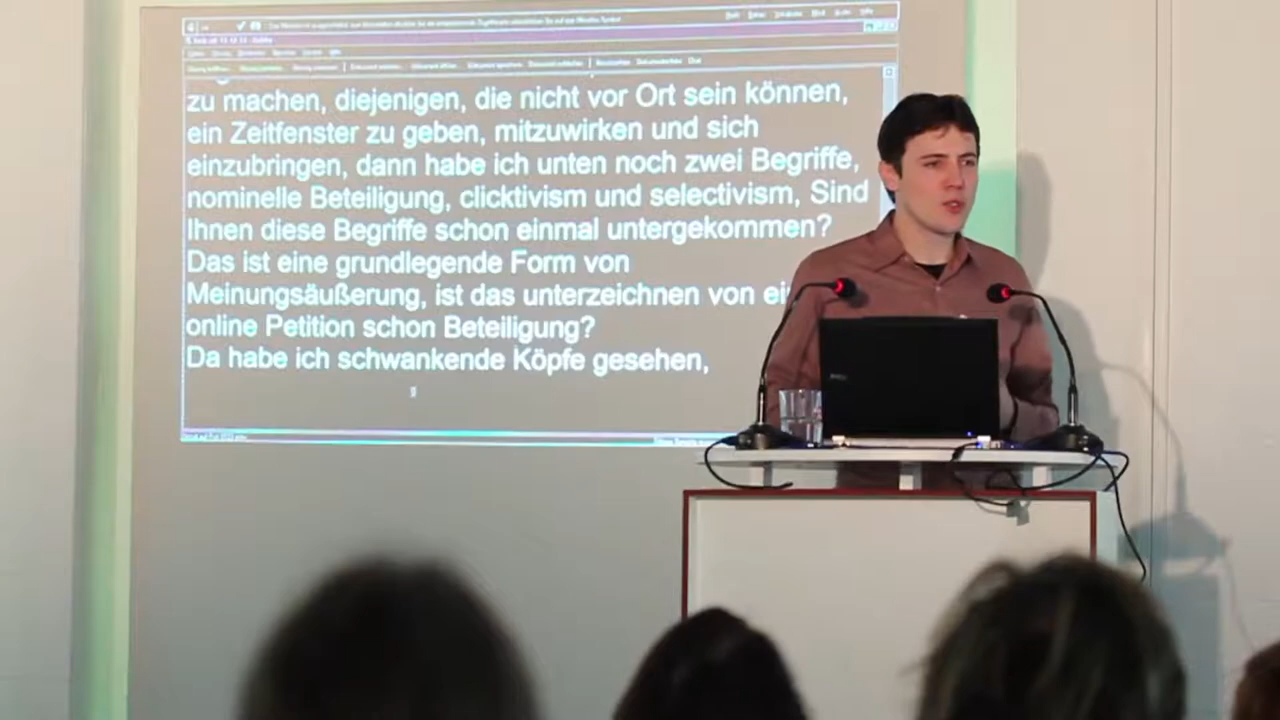 zu machen, diejenigen, die nicht vor Ort sein können,
ein Zeitfenster zu geben, mitzuwirken und sich
einzubringen, dann habe ich unten noch zwei Begriffe,
nominelle Beteiligung, clicktivism und selectivism, Sind
Ihnen diese Begriffe schon einmal untergekommen?
Das ist eine grundlegende Form von
Meinungsäußerung, ist das unterzeichnen von ei
online Petition schon Beteiligung?
Da habe ich schwankende Köpfe gesehen,